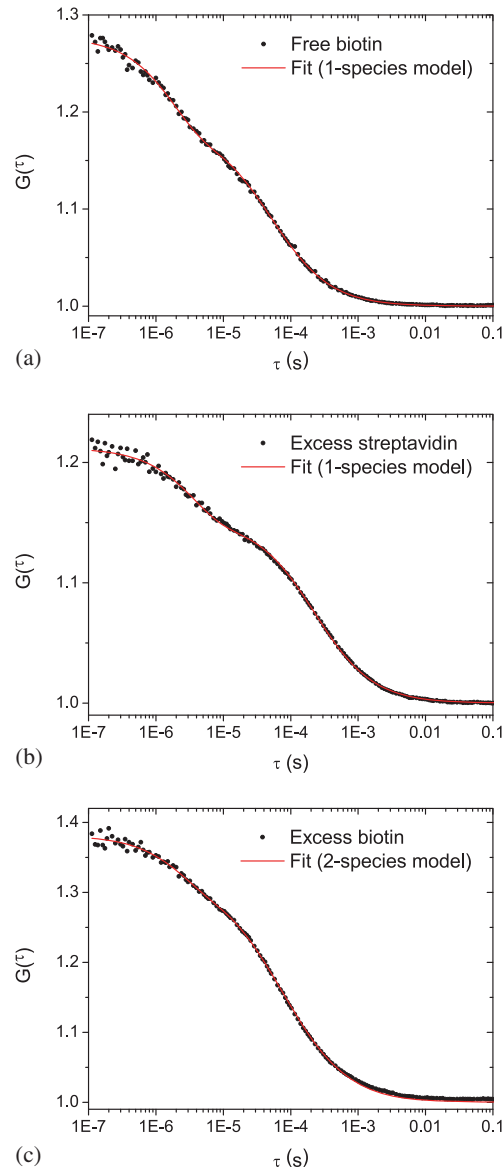 1.3
Free biotin
Fit (1-species model)
1.2
G(τ)
1.1
1.0
1E-7 1E-6 1E-5 1E-4 1E-3 0.01 0.1
(a)
τ (s)
Excess streptavidin
Fit (1-species model)
1.2
G(τ)
1.1
1.0
1E-7 1E-6 1E-5 1E-4 1E-3 0.01 0.1
(b)
τ (s)
1.4
Excess biotin
Fit (2-species model)
1.3
1.2
G(τ)
1.1
1.0
1E-7 1E-6 1E-5 1E-4 1E-3 0.01 0.1
(c)
τ (s)